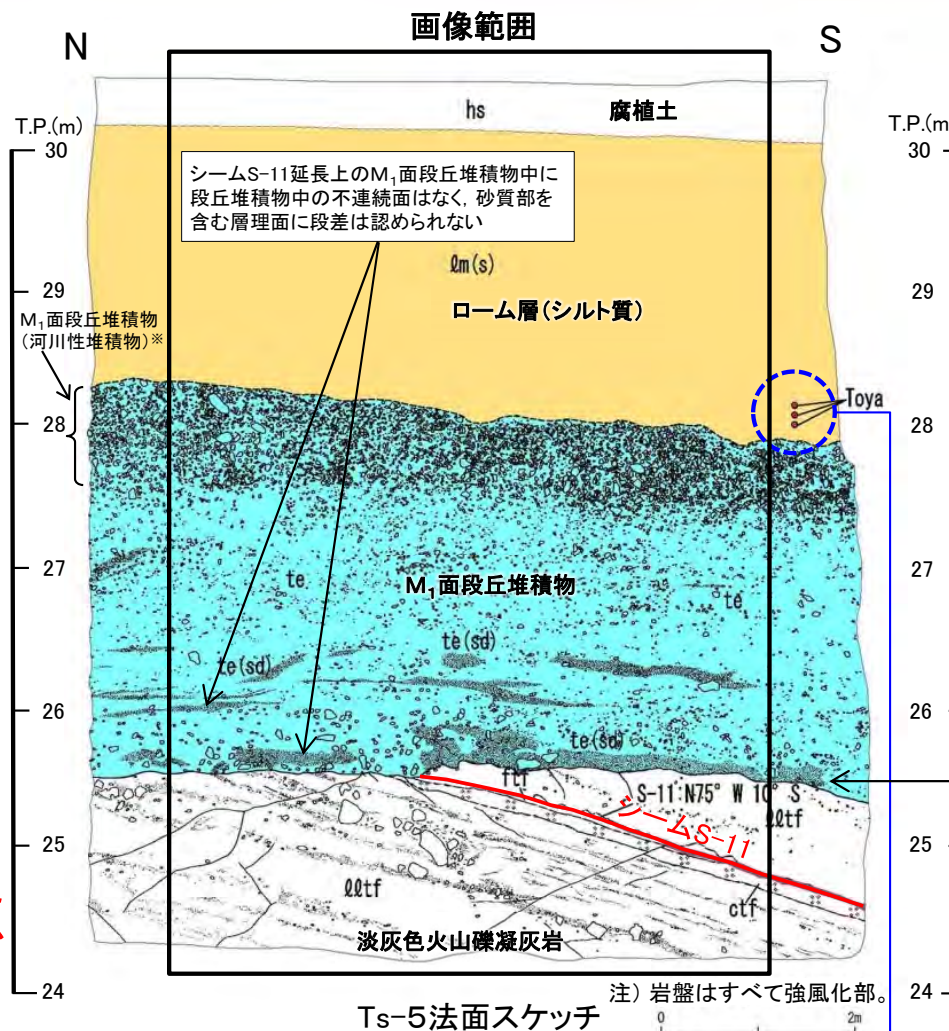 画像範囲
N
S
hs
腐植土
T.P.(m)
T.P.(m)
30
30
シームS-11延長上のM₁面段丘堆積物中に
段丘堆積物中の不連続面はなく, 砂質部を
含む層理面に段差は認められない
ℓm(s)
ローム層(シルト質)
29
29
M₁面段丘堆積物
(河川性堆積物)※
Toya
28
28
27
27
te
M₁面段丘堆積物
te
te(sd)
te(sd)
26
26
te(sd)
ftf
S-11:N75°W 10°S
シームS-11
ℓℓtf
25
25
ℓℓtf
ctf
淡灰色火山礫凝灰岩
24
24
注) 岩盤はすべて強風化部。
Ts-5法面スケッチ
0
2m